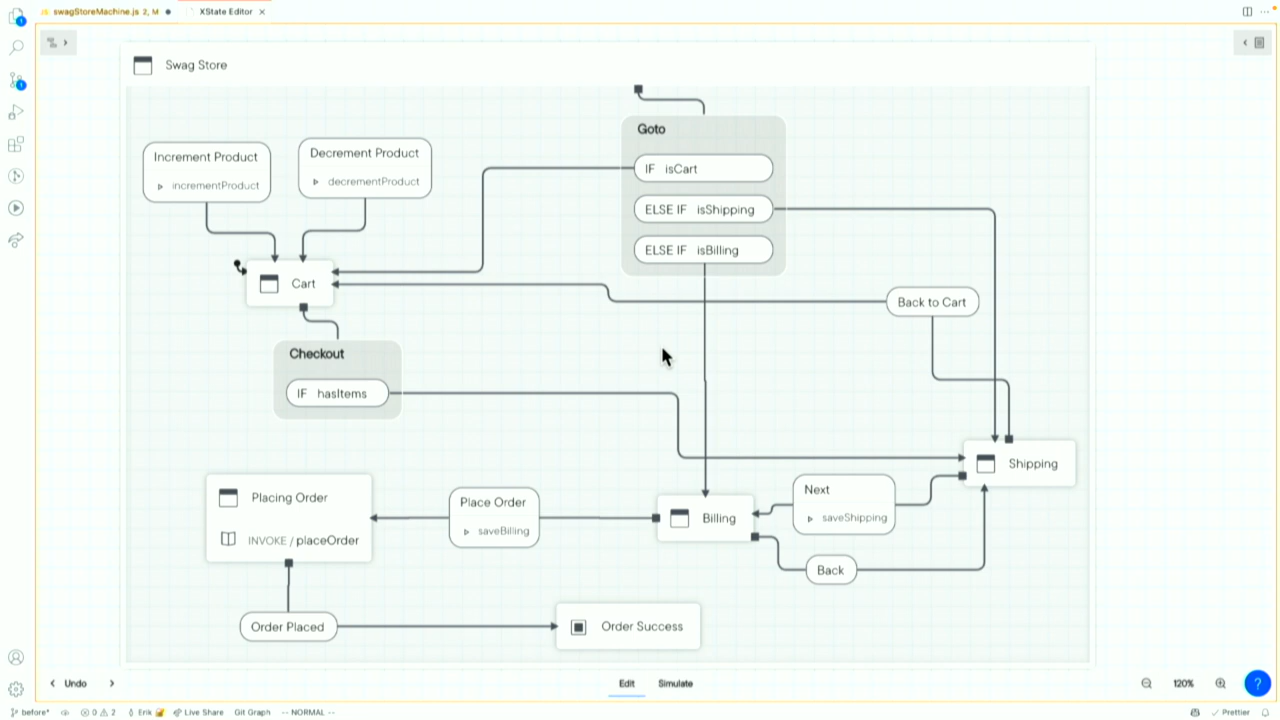 swagStoreMachine.js 2, M
XState Editor
Swag Store
Goto
IF isCart
ELSE IF isShipping
ELSE IF isBilling
Increment Product
incrementProduct
Decrement Product
decrementProduct
Cart
Back to Cart
Checkout
IF hasItems
Shipping
Next
saveShipping
Placing Order
INVOKE / placeOrder
Place Order
saveBilling
Billing
Back
Order Placed
Order Success
Undo
Edit
Simulate
120%
?
before*
0
2
Erik
Live Share
Git Graph
-- NORMAL --
Prettier